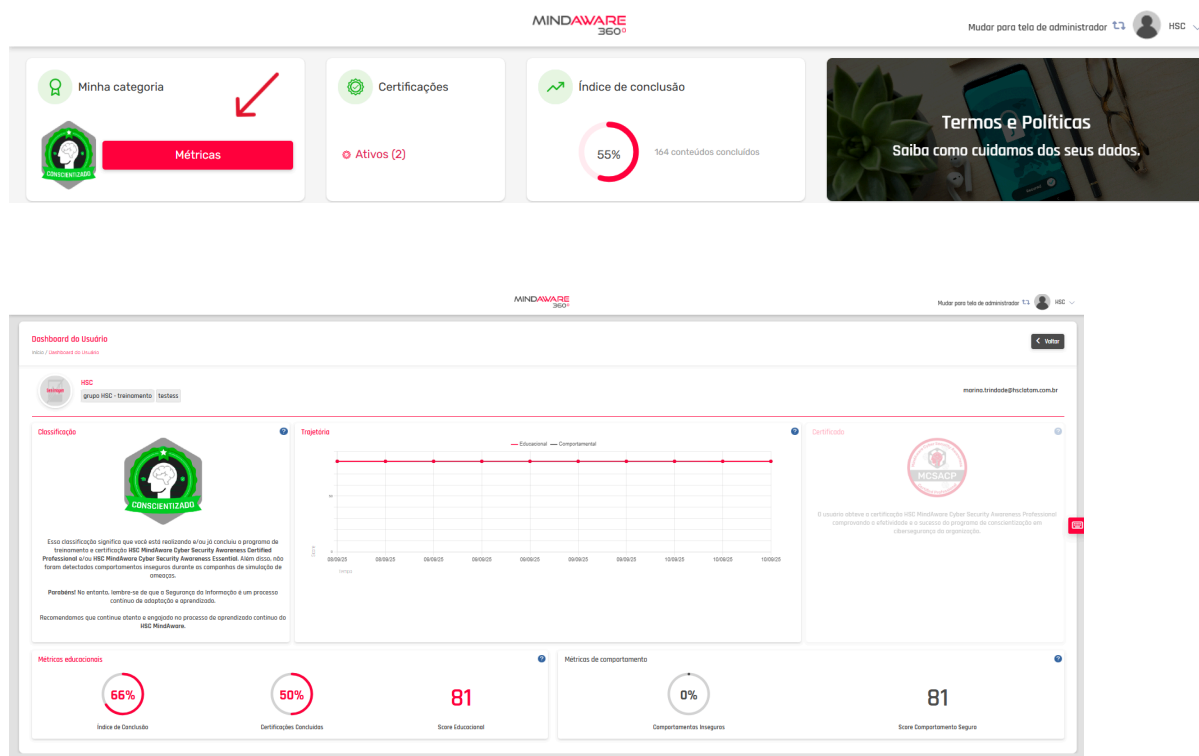 MINDAWARE
360°
Mudar para tela de administrador
HSC
Minha categoria
CONSCIENTIZADO
Métricas
Certificações
Ativos (2)
Índice de conclusão
55%
164 conteúdos concluídos
Termos e Políticas
Saiba como cuidamos dos seus dados.
MINDAWARE
360°
Mudar para tela de administrador
HSC
Dashboard do Usuário
Início / Dashboard do Usuário
Voltar
HSC
grupo HSC - treinamento
testess
marina.trindade@hsclatam.com.br
Classificação
CONSCIENTIZADO
Essa classificação significa que você está realizando e/ou já concluiu o programa de
treinamento e certificação HSC MindAware Cyber Security Awareness Certified
Professional e/ou HSC MindAware Cyber Security Awareness Essential. Além disso, não
foram detectados comportamentos inseguros durante as campanhas de simulação de
ameaças.
Parabéns! No entanto, lembre-se de que a Segurança da Informação é um processo
contínuo de adaptação e aprendizado.
Recomendamos que continue atento e engajado no processo de aprendizado contínuo do
HSC MindAware.
Trajetória
Educacional
Comportamental
0
09/09/25 09/09/25 09/09/25 09/09/25 09/09/25 09/09/25 09/09/25 10/09/25 10/09/25 10/09/25
Tempo
Certificado
MCSACP
O usuário obteve a certificação HSC MindAware Cyber Security Awareness Professional
comprovando a efetividade e o sucesso do programa de conscientização em
cibersegurança da organização.
Métricas educacionais
66%
Índice de Conclusão
50%
Certificações Concluídas
81
Score Educacional
Métricas de comportamento
0%
Comportamentos Inseguros
81
Score Comportamento Seguro